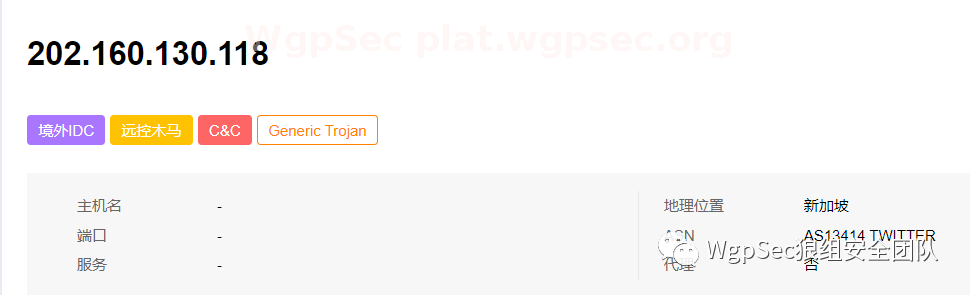 WgpSec plat.wgpsec.org
202.160.130.118
境外IDC 远控木马 C&C Generic Trojan
主机名 - 地理位置 新加坡
端口 - ASN AS13414 TWITTER
服务 - 代理 否
WgpSec狼组安全团队